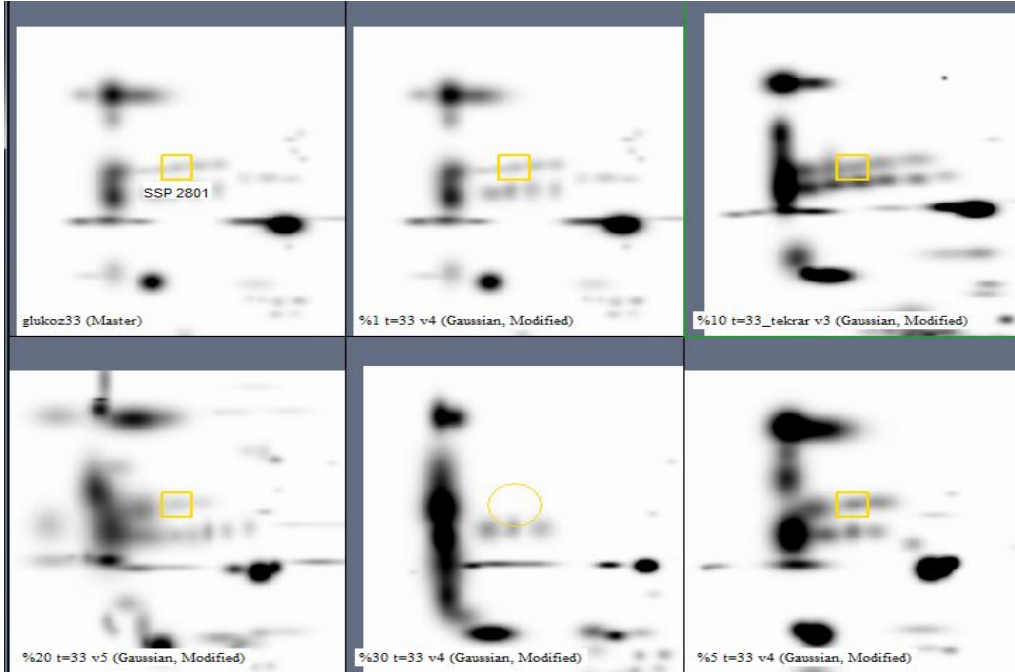 SSP 2801
glukoz33 (Master)
%1 t=33 v4 (Gaussian, Modified)
%10 t=33_tekrar v3 (Gaussian, Modified)
%20 t=33 v5 (Gaussian, Modified)
%30 t=33 v4 (Gaussian, Modified)
%5 t=33 v4 (Gaussian, Modified)